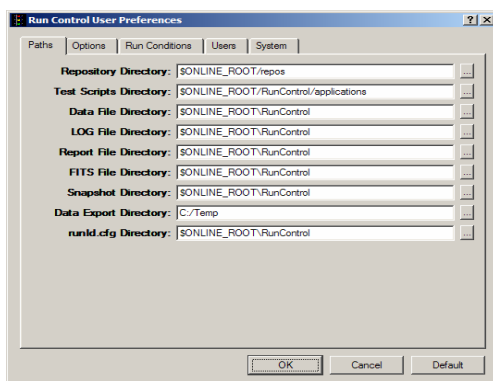 Run Control User Preferences
Paths Options Run Conditions Users System
Repository Directory: $ONLINE_ROOT/repos ...
Test Scripts Directory: $ONLINE_ROOT/RunControl/applications ...
Data File Directory: $ONLINE_ROOT\RunControl ...
LOG File Directory: $ONLINE_ROOT\RunControl ...
Report File Directory: $ONLINE_ROOT\RunControl ...
FITS File Directory: $ONLINE_ROOT\RunControl ...
Snapshot Directory: $ONLINE_ROOT\RunControl ...
Data Export Directory: C:/Temp ...
runId.cfg Directory: $ONLINE_ROOT\RunControl ...
OK Cancel Default